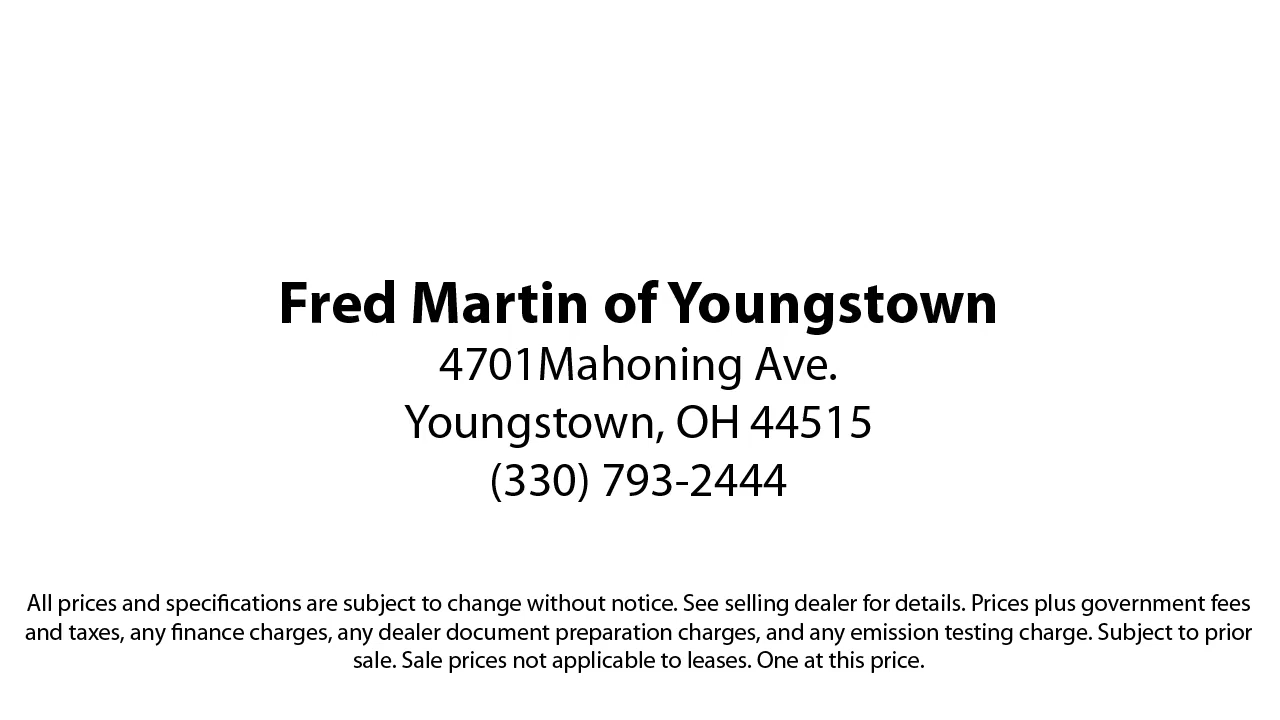 Fred Martin of Youngstown
4701Mahoning Ave.
Youngstown, OH 44515
(330) 793-2444
All prices and specifications are subject to change without notice. See selling dealer for details. Prices plus government fees
and taxes, any finance charges, any dealer document preparation charges, and any emission testing charge. Subject to prior
sale. Sale prices not applicable to leases. One at this price.